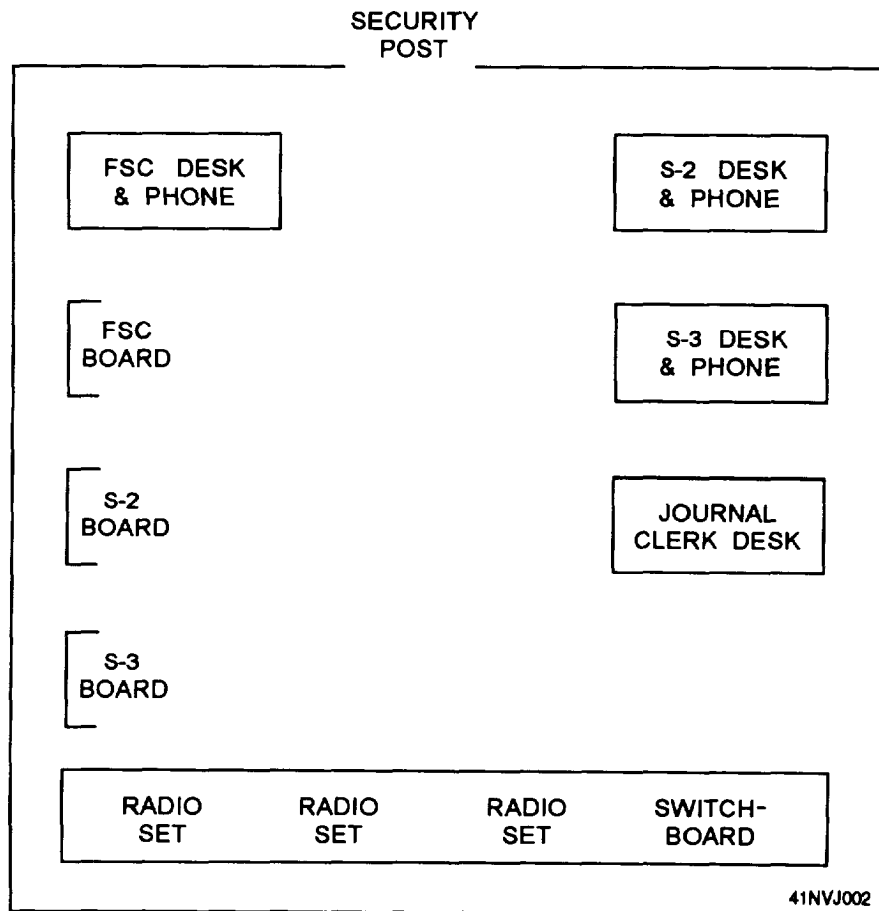 SECURITY
POST
FSC DESK
& PHONE
S-2 DESK
& PHONE
FSC
BOARD
S-3 DESK
& PHONE
S-2
BOARD
JOURNAL
CLERK DESK
S-3
BOARD
RADIO
SET
RADIO
SET
RADIO
SET
SWITCH-
BOARD
41NVJ002